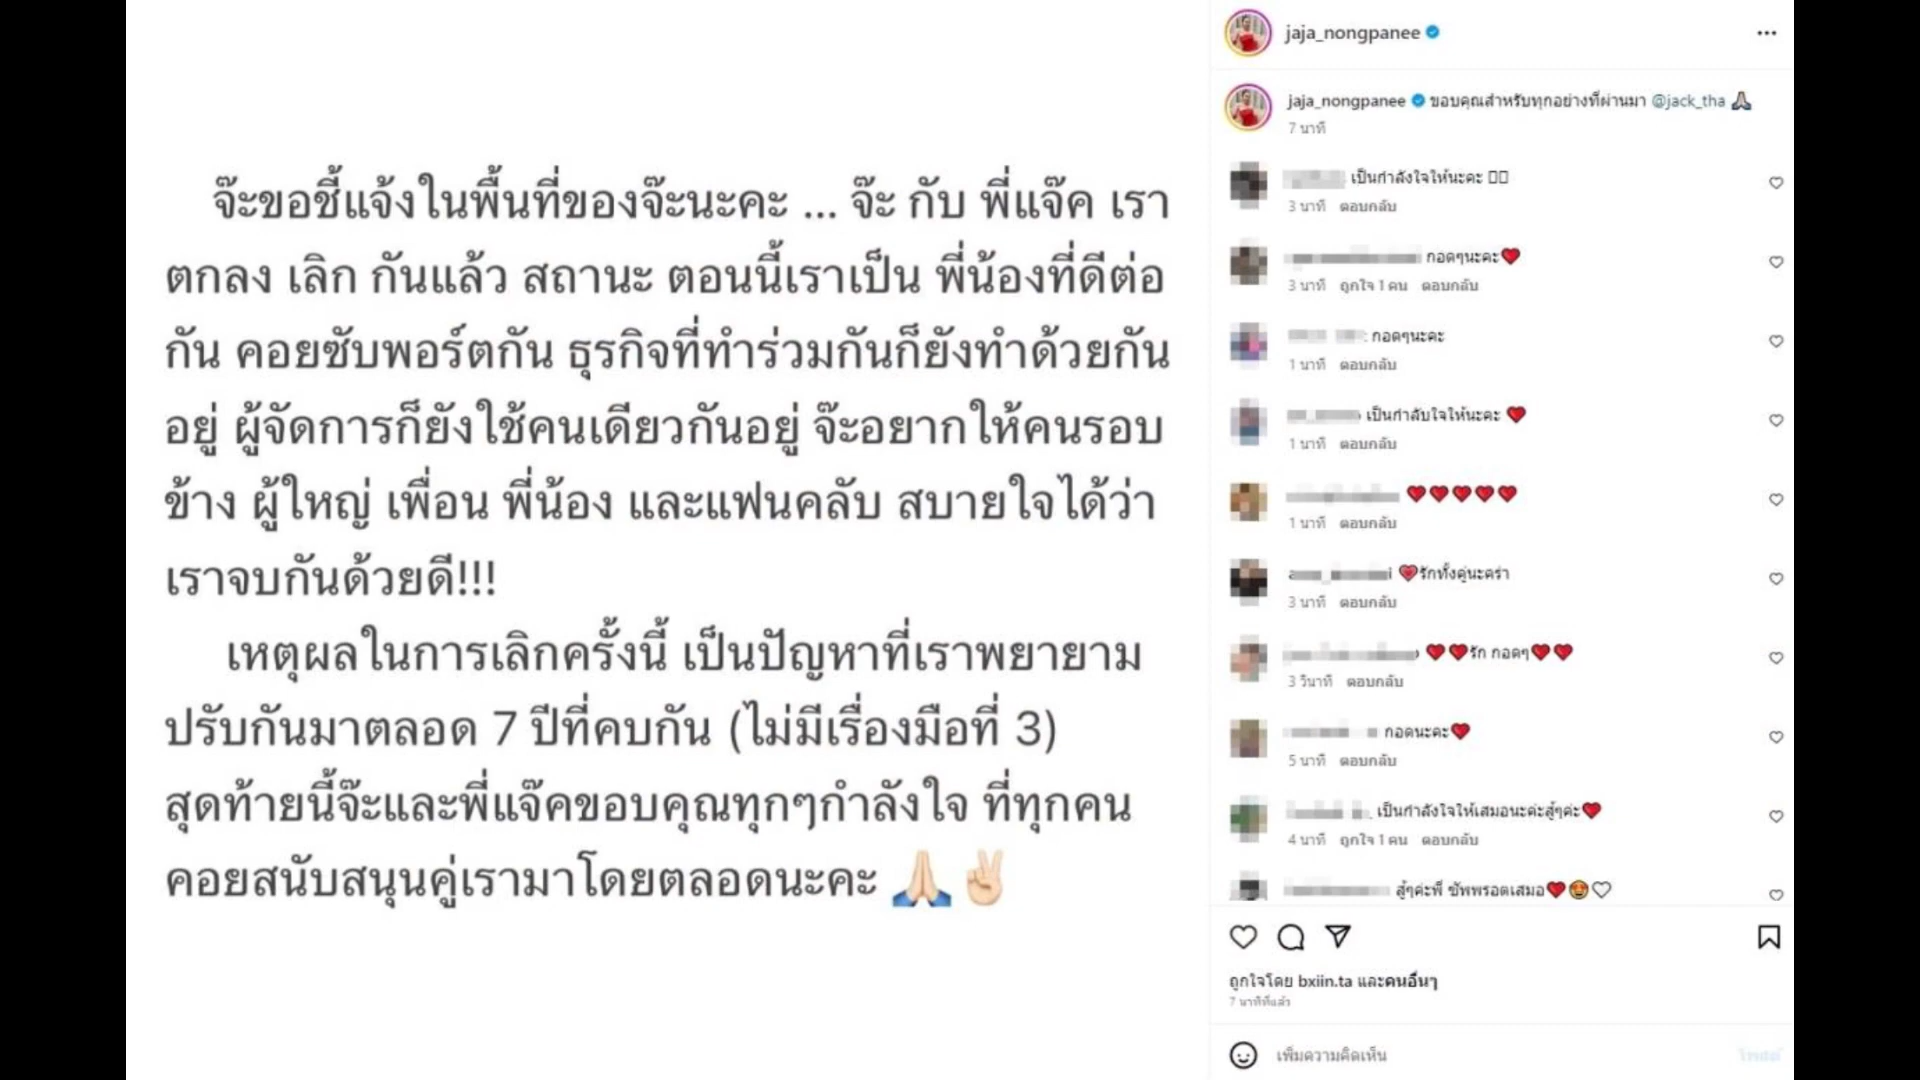 จ๊ะขอชี้แจ้งในพื้นที่ของจ๊ะนะคะ ... จ๊ะ กับ พี่แจ๊ค เรา
ตกลง เลิก กันแล้ว สถานะ ตอนนี้เราเป็น พี่น้องที่ดีต่อ
กัน คอยซับพอร์ตกัน ธุรกิจที่ทำร่วมกันก็ยังทำด้วยกัน
อยู่ ผู้จัดการก็ยังใช้คนเดียวกันอยู่ จ๊ะอยากให้คนรอบ
ข้าง ผู้ใหญ่ เพื่อน พี่น้อง และแฟนคลับ สบายใจได้ว่า
เราจบกันด้วยดี!!!
เหตุผลในการเลิกครั้งนี้ เป็นปัญหาที่เราพยายาม
ปรับกันมาตลอด 7 ปีที่คบกัน (ไม่มีเรื่องมือที่ 3)
สุดท้ายนี้จ๊ะและพี่แจ๊คขอบคุณทุกๆกำลังใจ ที่ทุกคน
คอยสนับสนุนคู่เรามาโดยตลอดนะคะ 🙏🏻✌🏻
jaja_nongpanee
jaja_nongpanee ขอบคุณสำหรับทุกอย่างที่ผ่านมา @jack_tha 🙏🏻
7 นาที
เป็นกำลังใจให้นะคะ
3 นาที ตอบกลับ
กอดๆนะคะ❤️
3 นาที ถูกใจ 1 คน ตอบกลับ
กอดๆนะคะ
1 นาที ตอบกลับ
เป็นกำลับใจให้นะคะ ❤️
1 นาที ตอบกลับ
❤️❤️❤️❤️❤️
1 นาที ตอบกลับ
💗รักทั้งคู่นะคร่า
3 นาที ตอบกลับ
❤️❤️รัก กอดๆ❤️❤️
3 วินาที ตอบกลับ
กอดนะคะ❤️
5 นาที ตอบกลับ
เป็นกำลังใจให้เสมอนะค่ะสู้ๆค่ะ❤️
4 นาที ถูกใจ 1 คน ตอบกลับ
สู้ๆค่ะพี่ ซัพพรอตเสมอ❤️🤩🤍
ถูกใจโดย bxiin.ta และคนอื่นๆ
7 นาทีที่แล้ว
เพิ่มความคิดเห็น
โพสต์